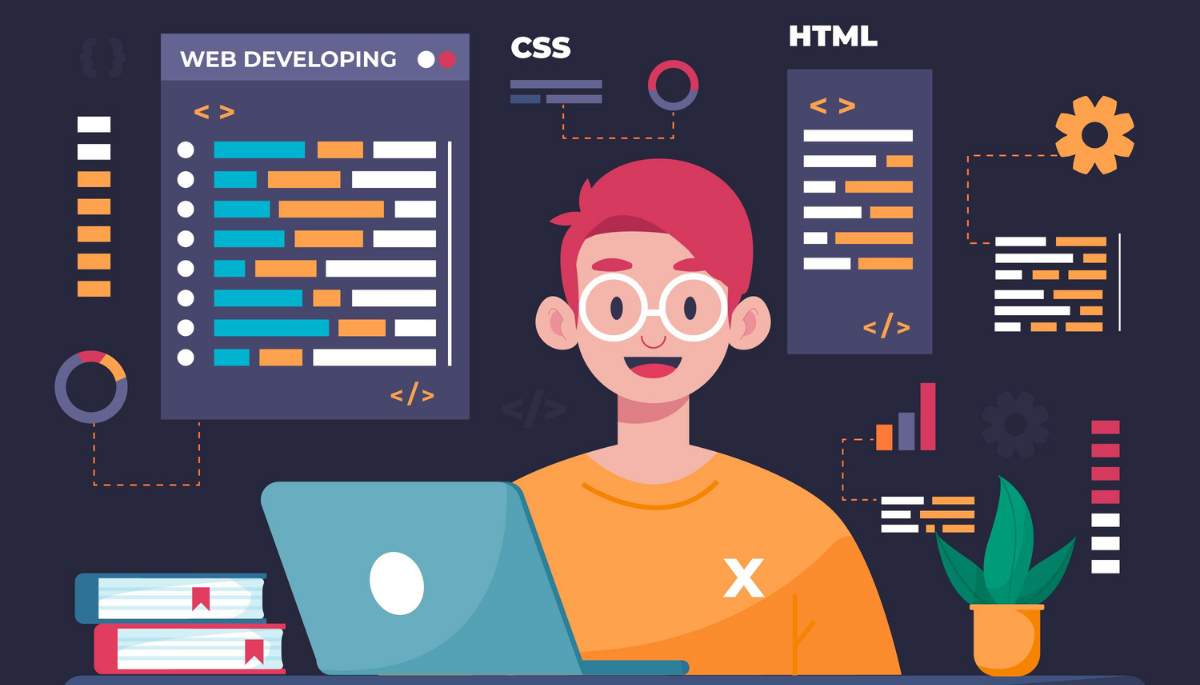 { }
WEB DEVELOPING
< >
</>
CSS
</>
HTML
< >
</>
X